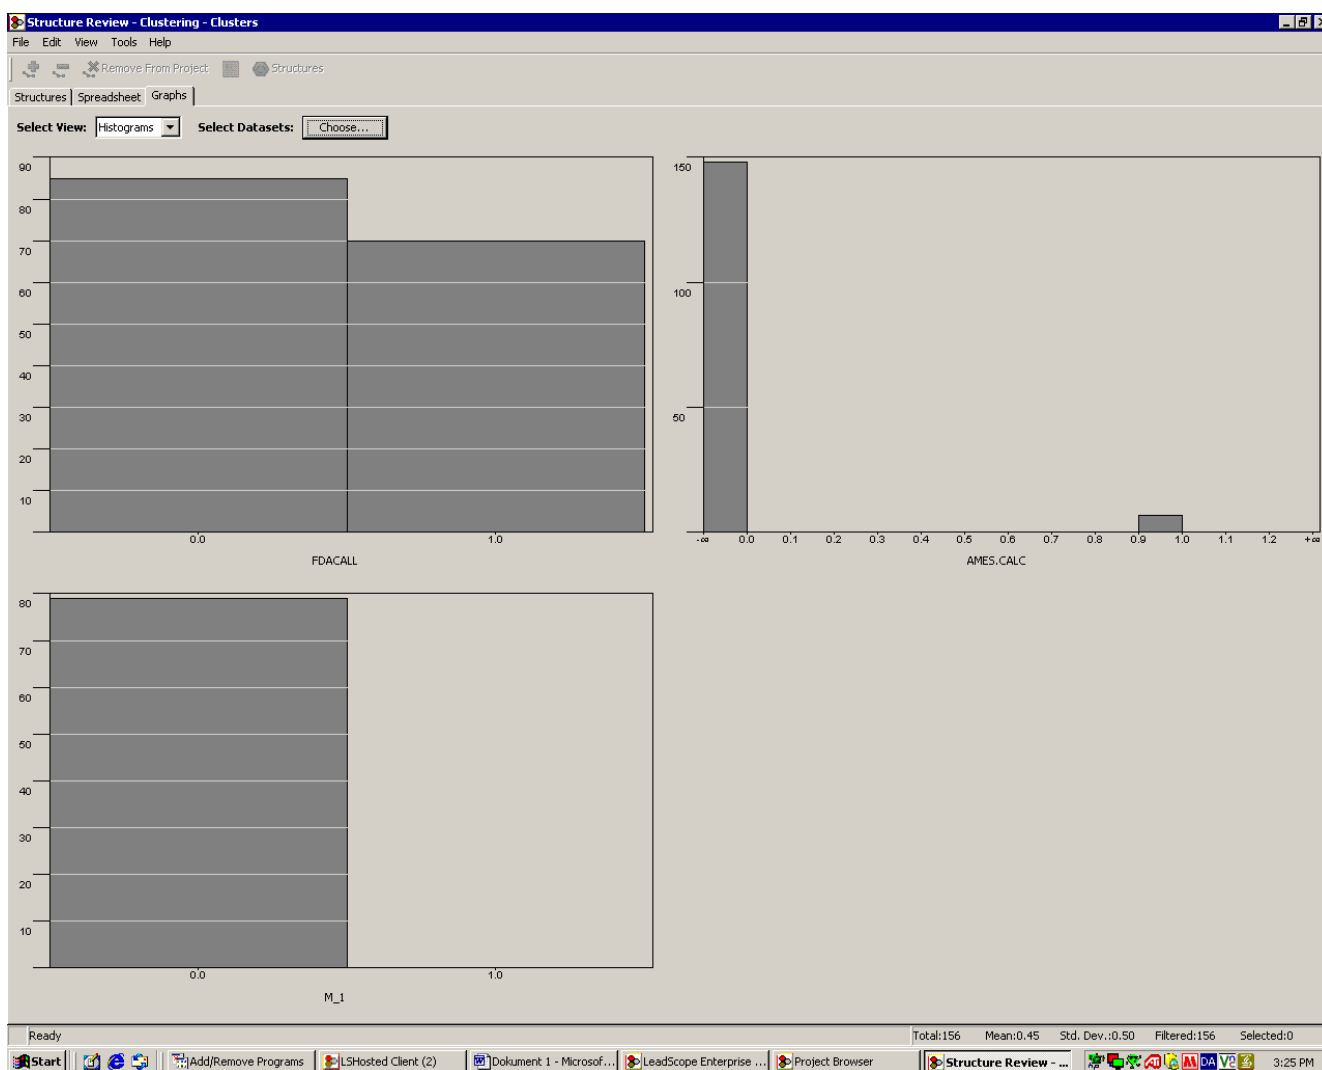 Structure Review - Clustering - Clusters
File Edit View Tools Help
Remove From Project Structures
Structures Spreadsheet Graphs
Select View: Histograms Select Datasets: Choose...
90
80
70
60
50
40
30
20
10
0.0 1.0
FDACALL
150
100
50
-∞ 0.0 0.1 0.2 0.3 0.4 0.5 0.6 0.7 0.8 0.9 1.0 1.1 1.2 +∞
AMES.CALC
80
70
60
50
40
30
20
10
0.0 1.0
M_1
Ready Total:156 Mean:0.45 Std. Dev.:0.50 Filtered:156 Selected:0
Start Add/Remove Programs LSHosted Client (2) Dokument 1 - Microsof... LeadScope Enterprise ... Project Browser Structure Review - ... DA 3:25 PM